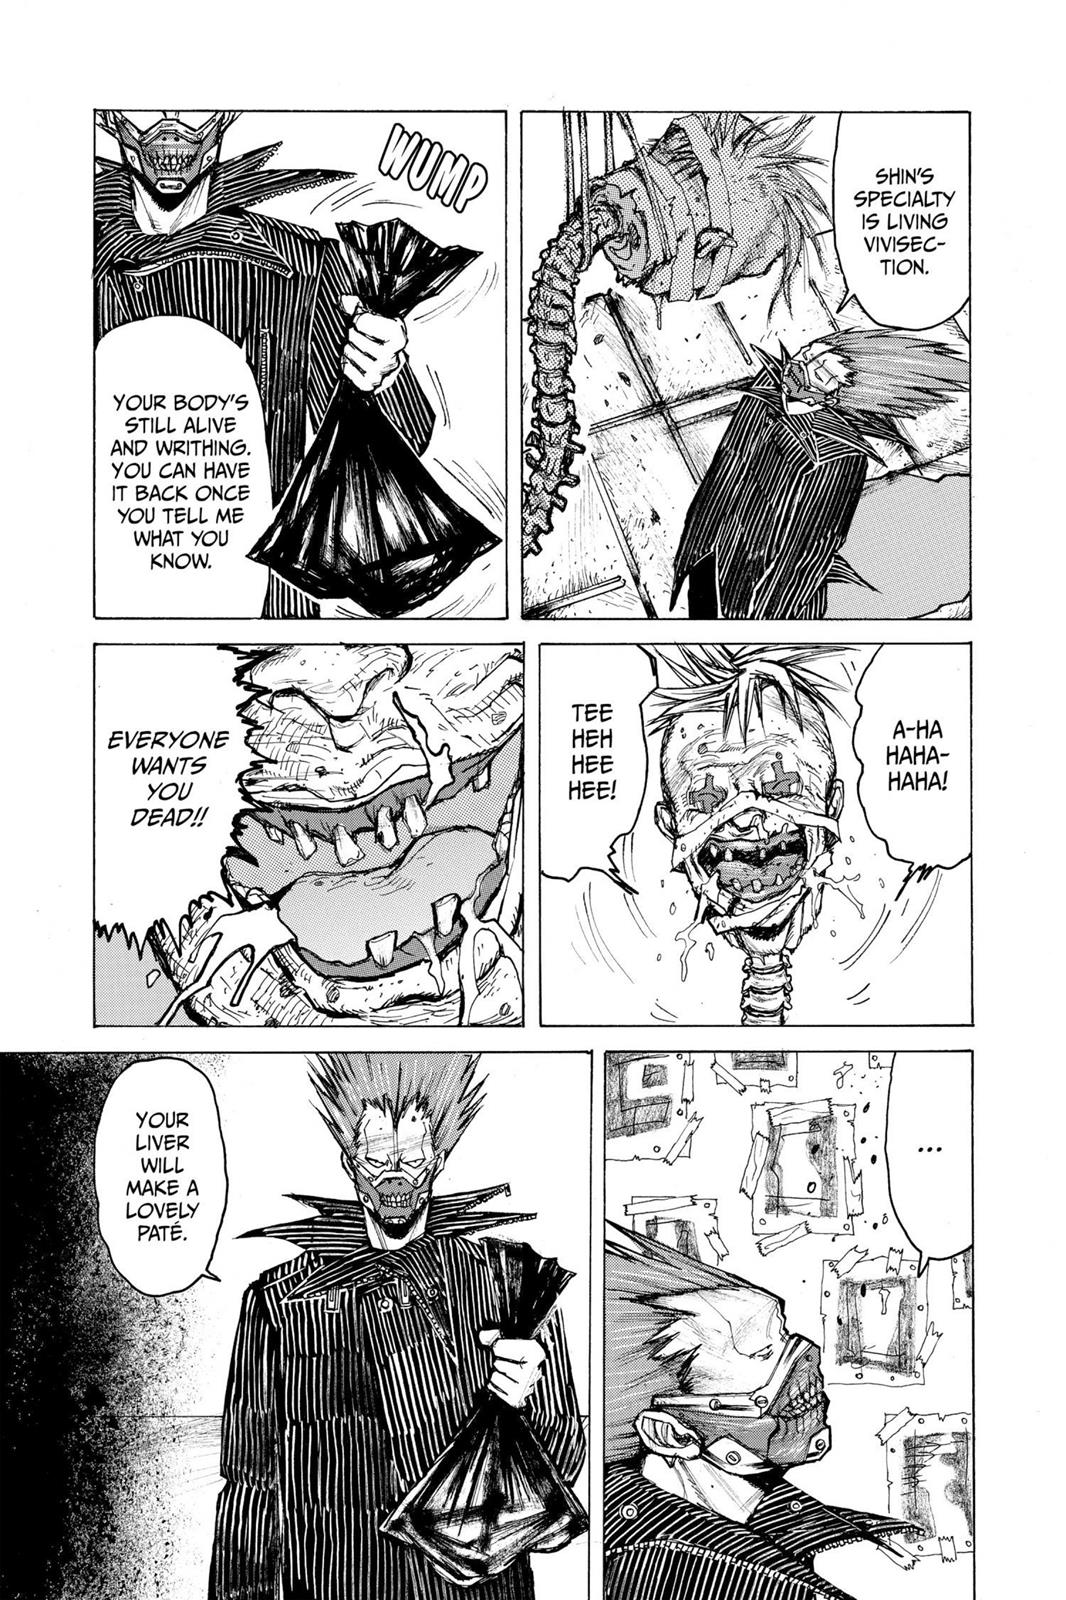 SHIN'S
SPECIALTY
IS LIVING
VIVISEC-
TION.
WUMP
YOUR BODY'S
STILL ALIVE
AND WRITHING.
YOU CAN HAVE
IT BACK ONCE
YOU TELL ME
WHAT YOU
KNOW.
A-HA
HAHA-
HAHA!
TEE
HEH
HEE
HEE!
EVERYONE
WANTS
YOU
DEAD!!
...
YOUR
LIVER
WILL
MAKE A
LOVELY
PATÉ.